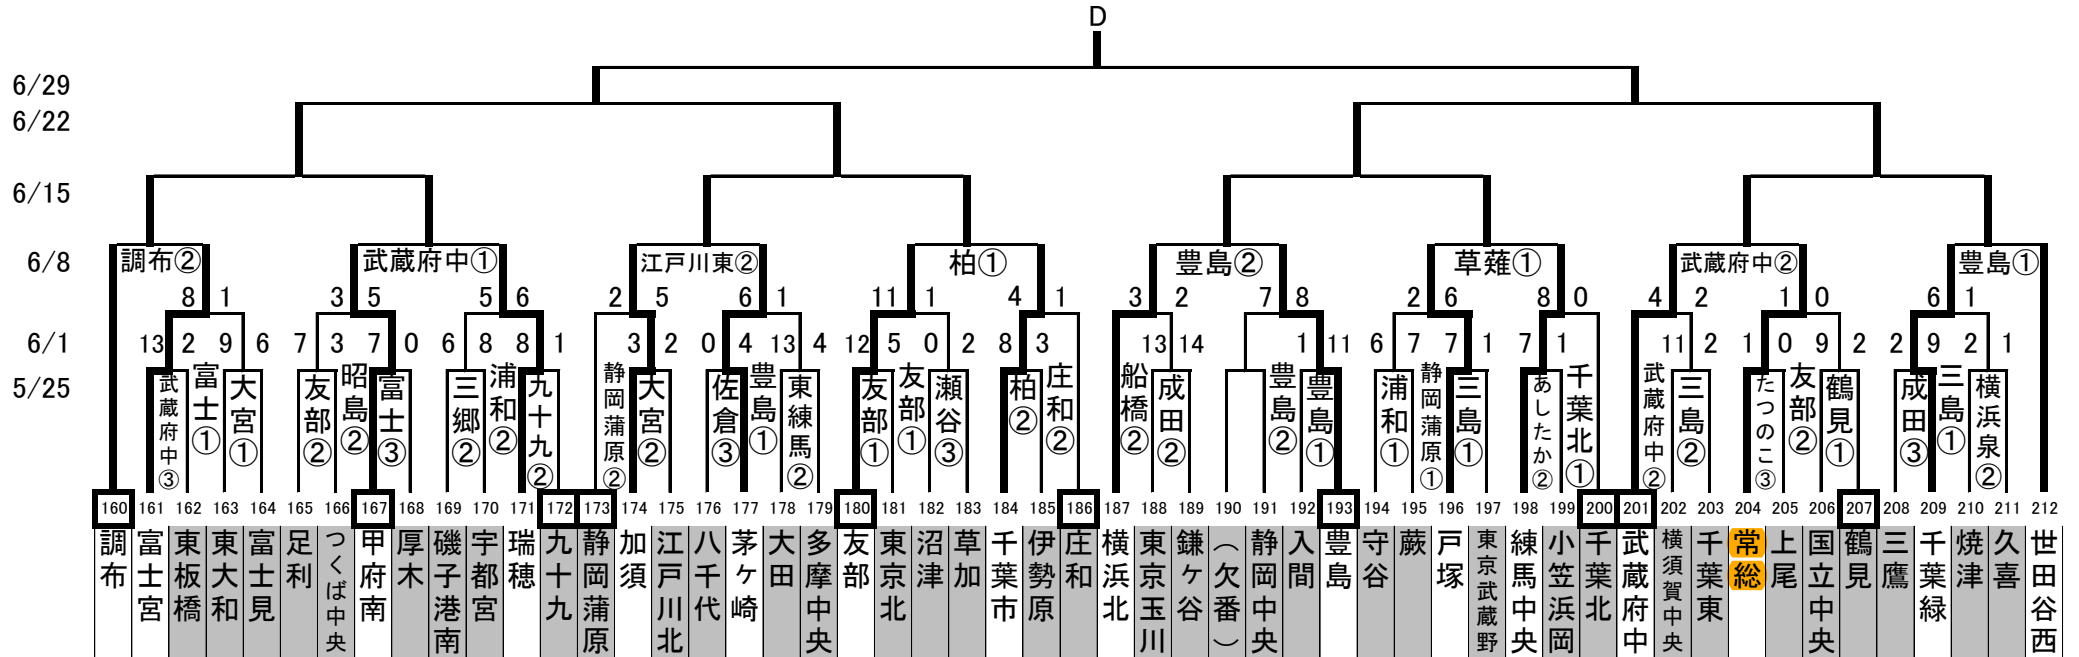 D
6/29
6/22
6/15
6/8
調布② 武蔵府中① 江戸川東② 柏① 豊島② 草薙① 武蔵府中② 豊島①
8 1 3 5 5 6 2 5 6 1 11 1 4 1 3 2 7 8 2 6 8 0 4 2 1 0 6 1
6/1
13 2 9 6 7 3 7 0 6 8 8 1 3 2 0 4 13 4 12 5 0 2 8 3 13 14 1 11 6 7 7 1 7 1 11 2 1 0 9 2 2 9 2 1
5/25
武蔵府中③
富士①
大宮①
友部②
昭島②
富士③
三郷②
浦和②
九十九②
静岡蒲原②
大宮②
佐倉③
豊島①
東練馬②
友部①
友部①
瀬谷③
柏②
庄和②
船橋②
成田②
豊島②
豊島①
浦和①
静岡蒲原①
三島①
あしたか②
千葉北①
武蔵府中②
三島②
たつのこ③
友部②
鶴見①
成田③
三島①
横浜泉②
160 161 162 163 164 165 166 167 168 169 170 171 172 173 174 175 176 177 178 179 180 181 182 183 184 185 186 187 188 189 190 191 192 193 194 195 196 197 198 199 200 201 202 203 204 205 206 207 208 209 210 211 212
調布
富士宮
東板橋
東大和
富士見
足利
つくば中央
甲府南
厚木
磯子港南
宇都宮
瑞穂
九十九
静岡蒲原
加須
江戸川北
八千代
茅ケ崎
大田
多摩中央
友部
東京北
沼津
草加
千葉市
伊勢原
庄和
横浜北
東京玉川
鎌ケ谷
（欠番）
静岡中央
入間
豊島
守谷
蕨
戸塚
東京武蔵野
練馬中央
小笠浜岡
千葉北
武蔵府中
横須賀中央
千葉東
常総
上尾
国立中央
鶴見
三鷹
千葉緑
焼津
久喜
世田谷西